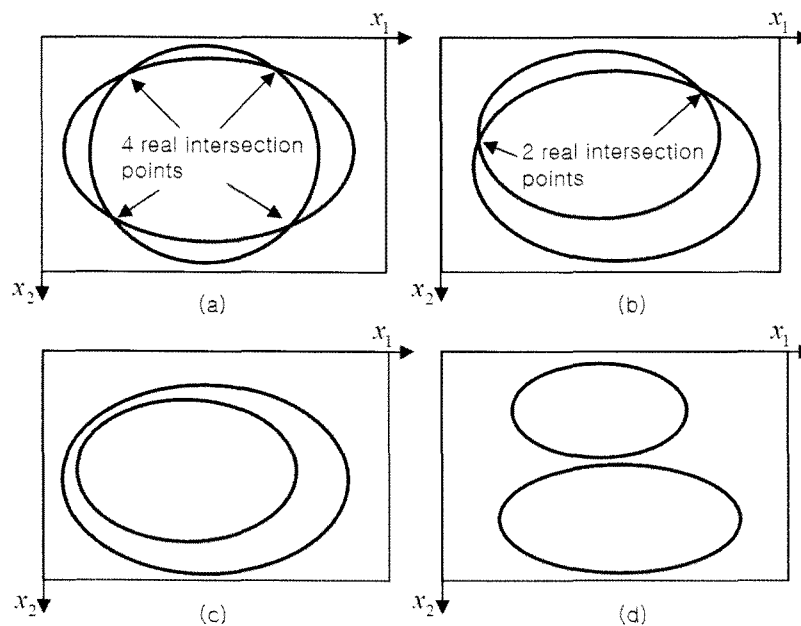 x₁
4 real intersection
points
x₂
(a)
x₁
2 real intersection
points
x₂
(b)
x₁
x₂
(c)
x₁
x₂
(d)